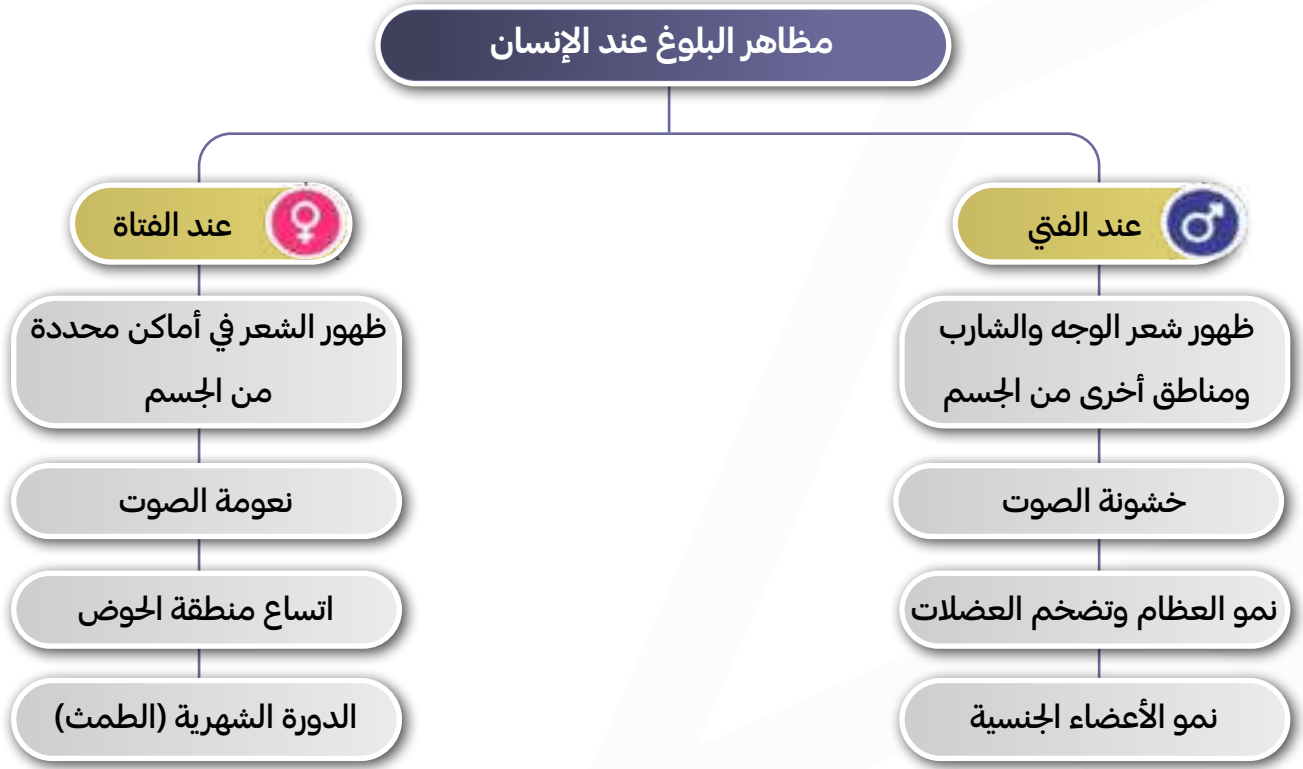 مظاهر البلوغ عند الإنسان
عند الفتي
ظهور شعر الوجه والشارب
ومناطق أخرى من الجسم
خشونة الصوت
نمو العظام وتضخم العضلات
نمو الأعضاء الجنسية
عند الفتاة
ظهور الشعر في أماكن محددة
من الجسم
نعومة الصوت
اتساع منطقة الحوض
الدورة الشهرية (الطمث)